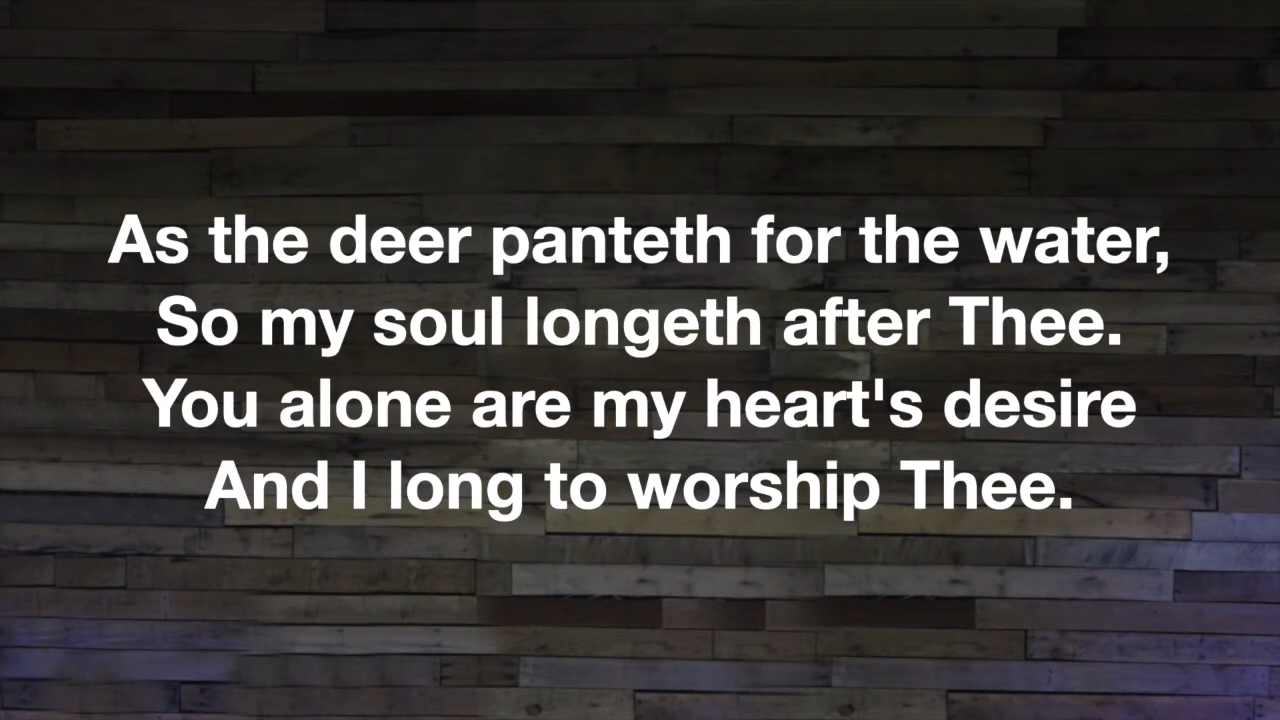 As the deer panteth for the water,
So my soul longeth after Thee.
You alone are my heart's desire
And I long to worship Thee.